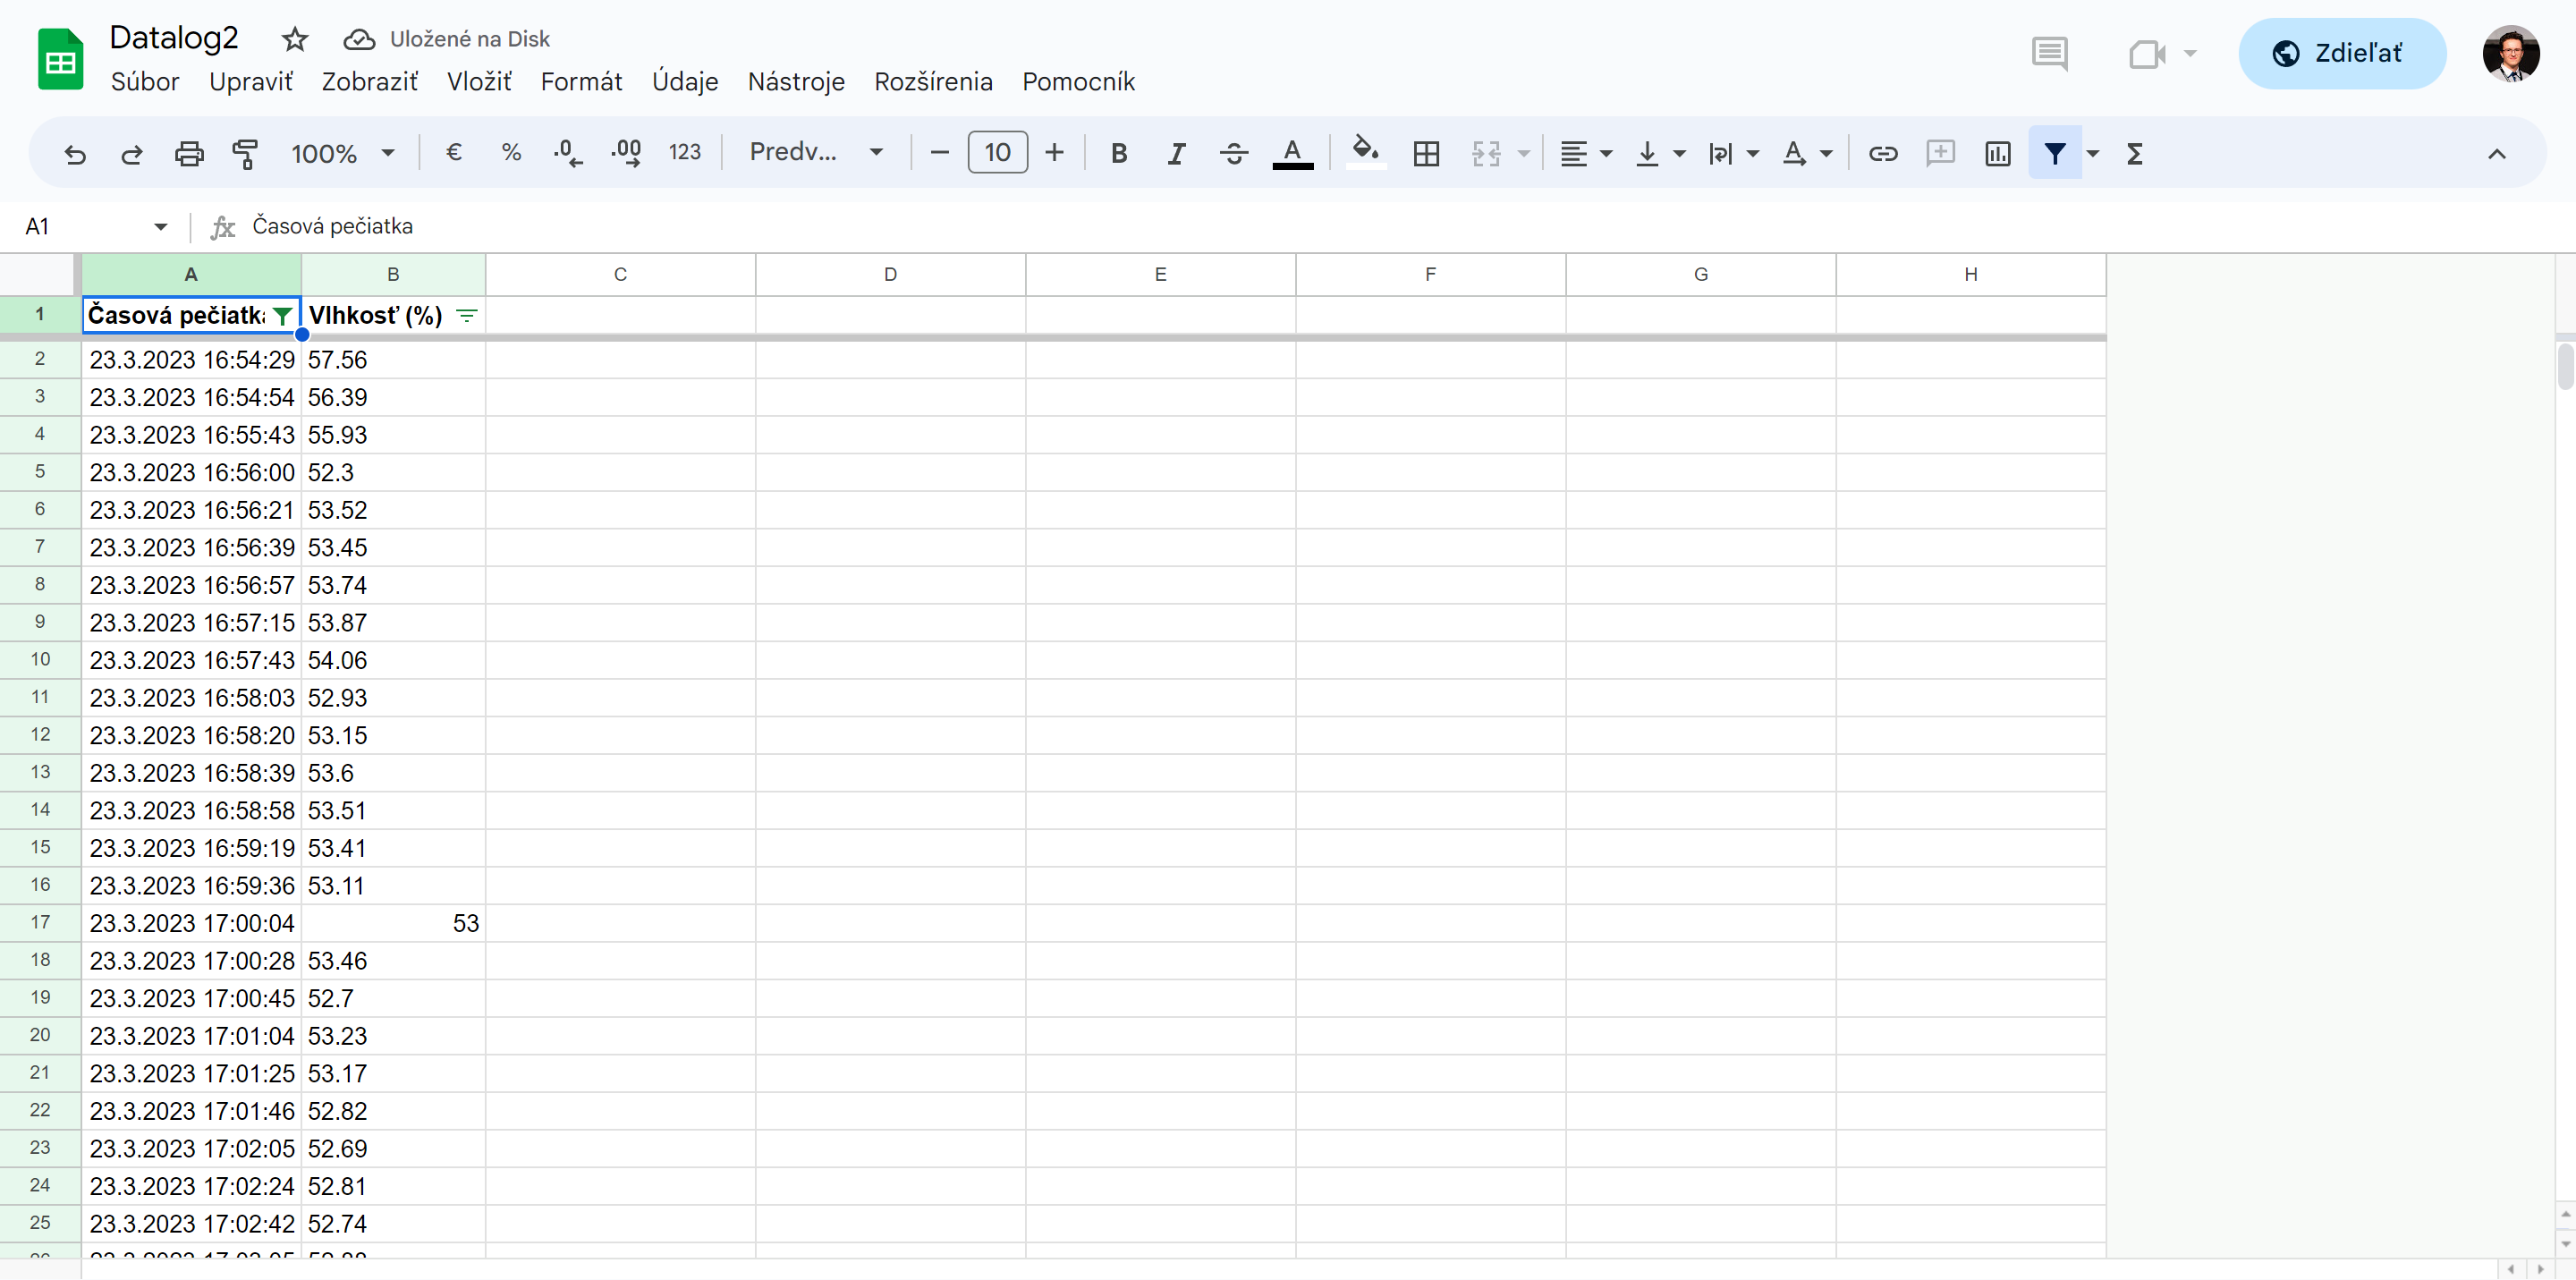 Datalog2 Uložené na Disk
Súbor Upraviť Zobraziť Vložiť Formát Údaje Nástroje Rozšírenia Pomocník
Zdieľať
100% € % .0 .00 123 Predv... 10 B I A A Σ
A1 fx Časová pečiatka
A B C D E F G H
1 Časová pečiatka Vlhkosť (%)
2 23.3.2023 16:54:29 57.56
3 23.3.2023 16:54:54 56.39
4 23.3.2023 16:55:43 55.93
5 23.3.2023 16:56:00 52.3
6 23.3.2023 16:56:21 53.52
7 23.3.2023 16:56:39 53.45
8 23.3.2023 16:56:57 53.74
9 23.3.2023 16:57:15 53.87
10 23.3.2023 16:57:43 54.06
11 23.3.2023 16:58:03 52.93
12 23.3.2023 16:58:20 53.15
13 23.3.2023 16:58:39 53.6
14 23.3.2023 16:58:58 53.51
15 23.3.2023 16:59:19 53.41
16 23.3.2023 16:59:36 53.11
17 23.3.2023 17:00:04 53
18 23.3.2023 17:00:28 53.46
19 23.3.2023 17:00:45 52.7
20 23.3.2023 17:01:04 53.23
21 23.3.2023 17:01:25 53.17
22 23.3.2023 17:01:46 52.82
23 23.3.2023 17:02:05 52.69
24 23.3.2023 17:02:24 52.81
25 23.3.2023 17:02:42 52.74